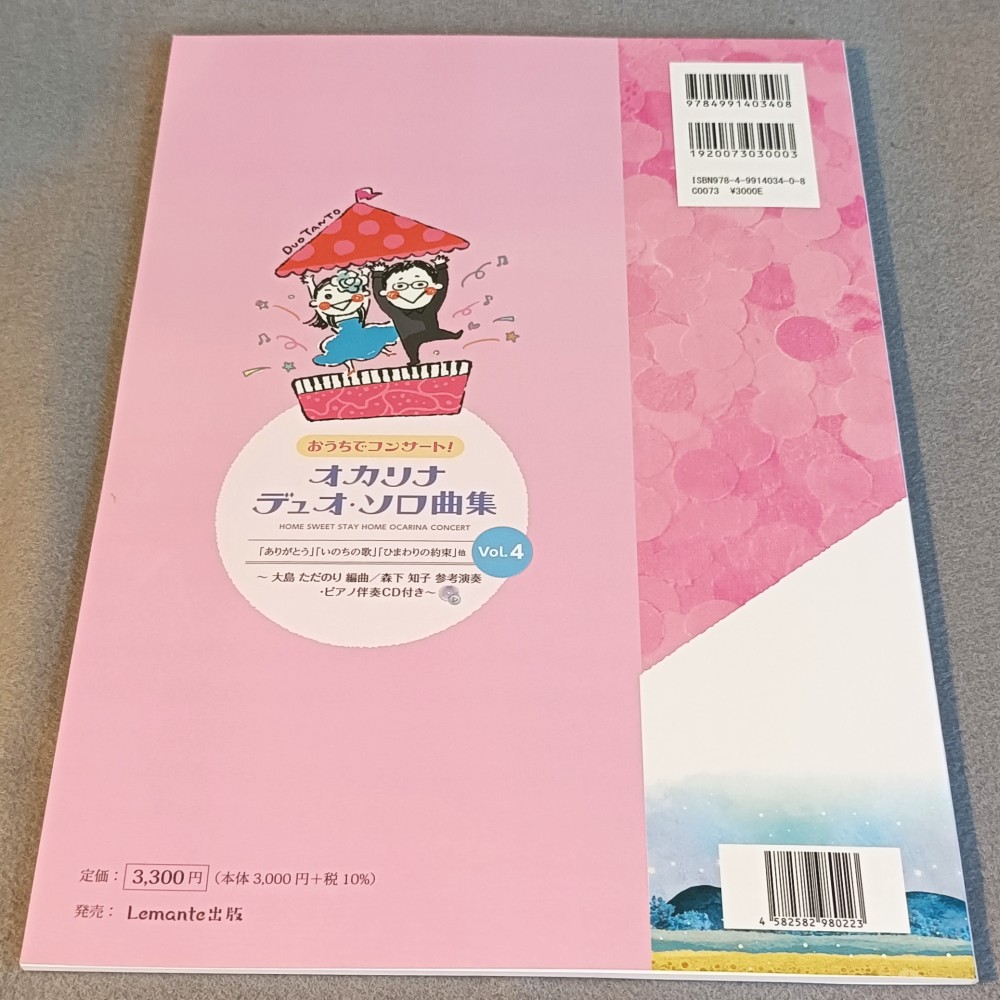 9784991403408
1920073030003
ISBN978-4-9914034-0-8
C0073 ¥3000E
DUO TANTO
おうちでコンサート!
オカリナ
デュオ・ソロ曲集
HOME SWEET STAY HOME OCARINA CONCERT
「ありがとう」「いのちの歌」「ひまわりの約束」他
Vol.4
～ 大島 ただのり 編曲／森下 知子 参考演奏
・ピアノ伴奏CD付き～
定価： 3,300円 （本体 3,000 円＋税 10%）
発売： Lemante出版
4 582582 980223